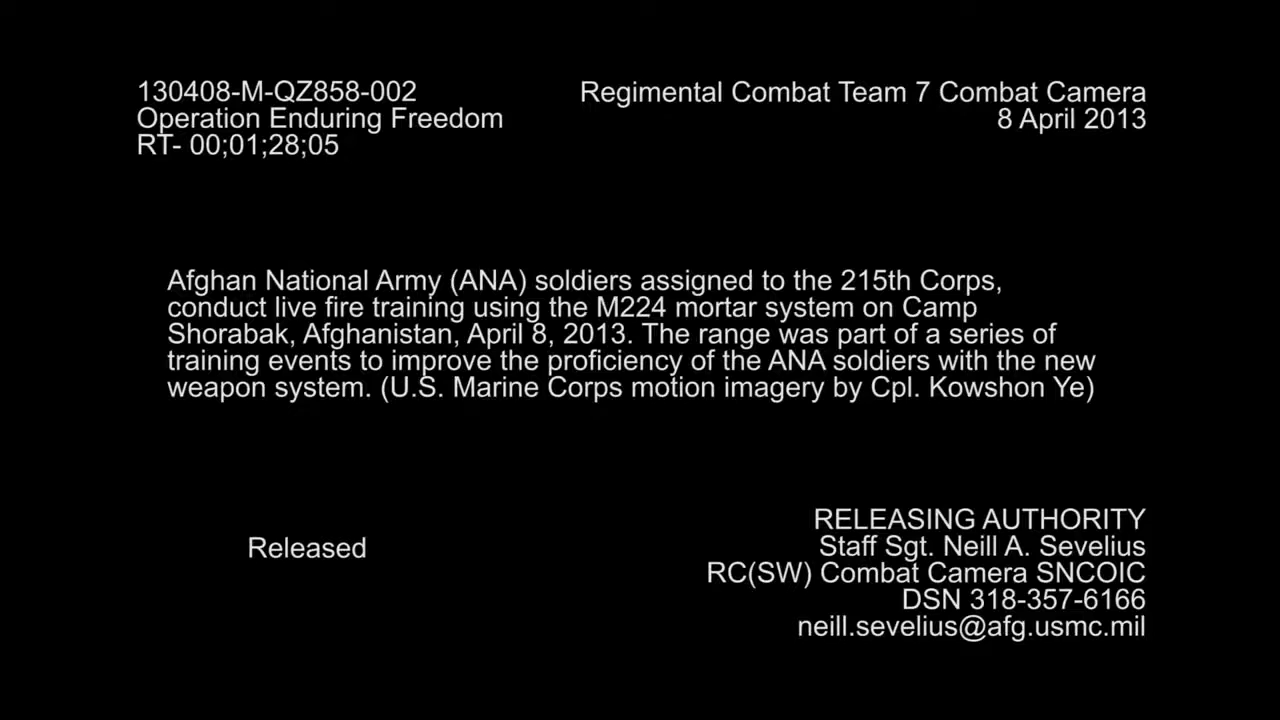 130408-M-QZ858-002
Operation Enduring Freedom
RT- 00;01;28;05
Regimental Combat Team 7 Combat Camera
8 April 2013
Afghan National Army (ANA) soldiers assigned to the 215th Corps,
conduct live fire training using the M224 mortar system on Camp
Shorabak, Afghanistan, April 8, 2013. The range was part of a series of
training events to improve the proficiency of the ANA soldiers with the new
weapon system. (U.S. Marine Corps motion imagery by Cpl. Kowshon Ye)
Released
RELEASING AUTHORITY
Staff Sgt. Neill A. Sevelius
RC(SW) Combat Camera SNCOIC
DSN 318-357-6166
neill.sevelius@afg.usmc.mil